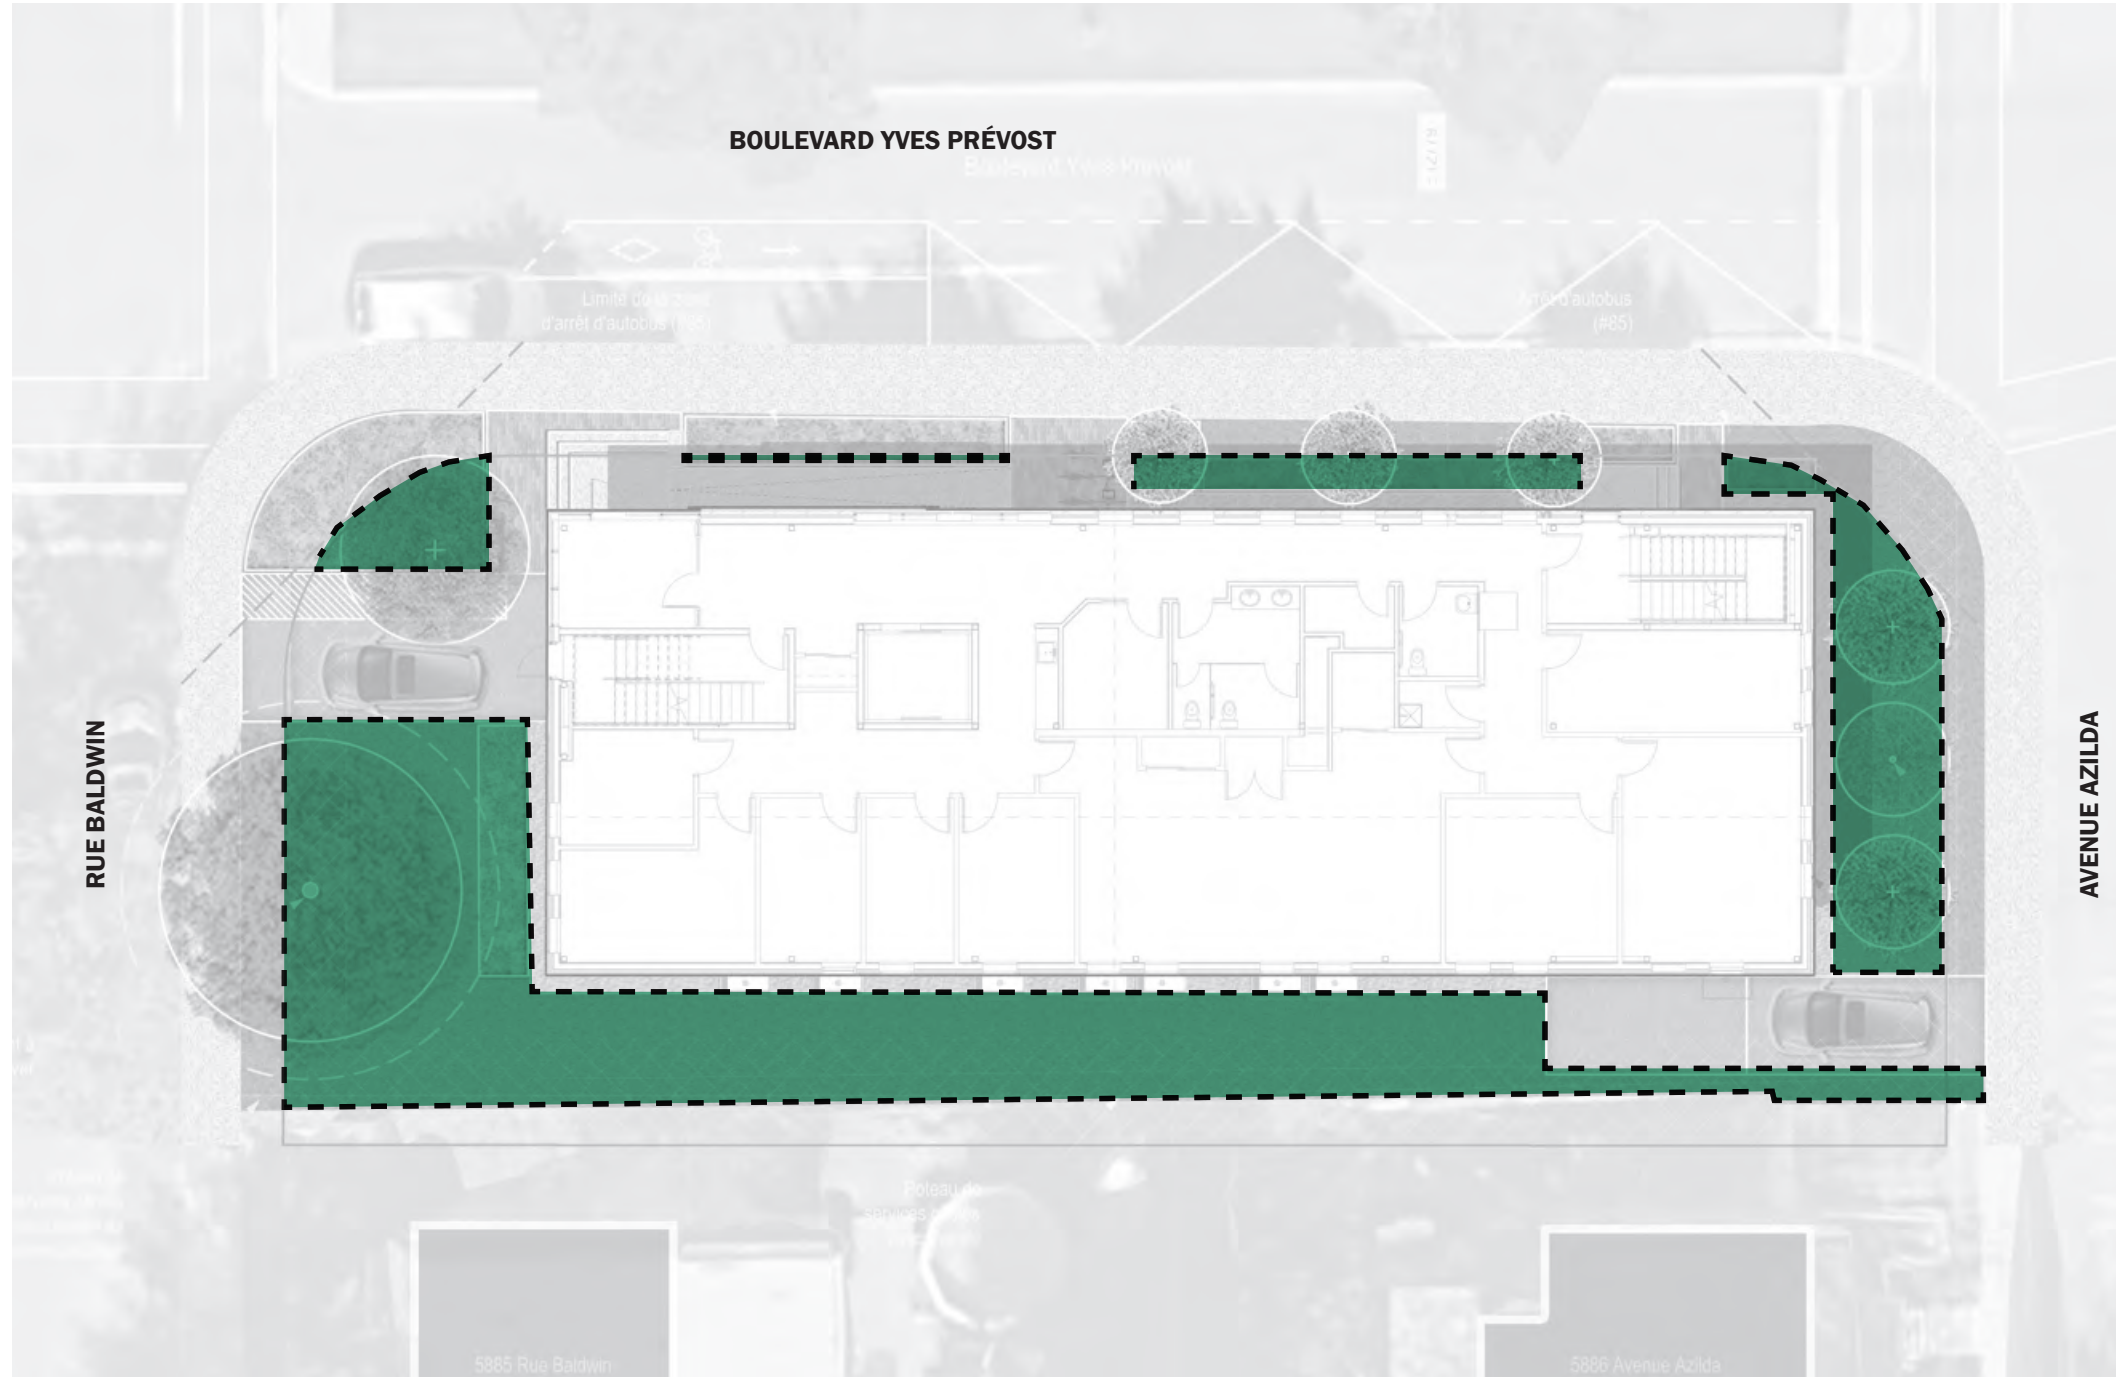 BOULEVARD YVES PRÉVOST
Boulevard Yves-Prévost
Limite de la zone
d'arrêt d'autobus (#85)
Arrêt d'autobus
(#85)
RUE BALDWIN
AVENUE AZILDA
Poteau de
services
5885 Rue Baldwin
5886 Avenue Azilda